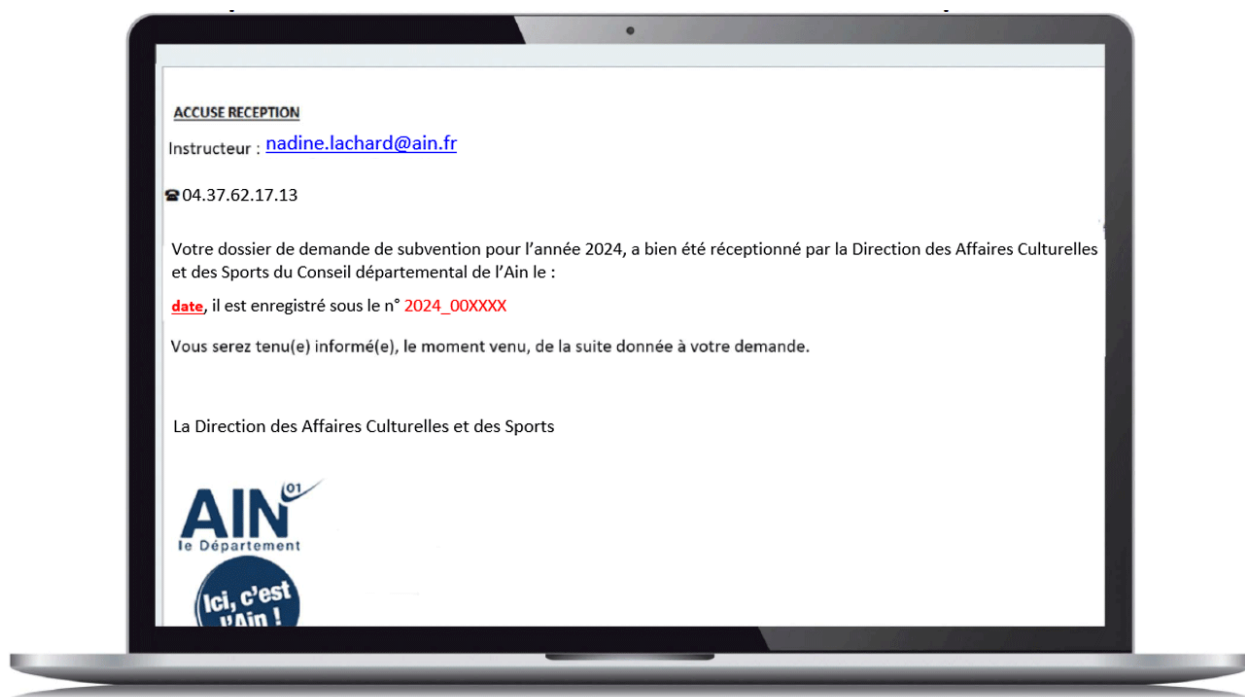 ACCUSE RECEPTION
Instructeur : nadine.lachard@ain.fr
☎ 04.37.62.17.13
Votre dossier de demande de subvention pour l’année 2024, a bien été réceptionné par la Direction des Affaires Culturelles
et des Sports du Conseil départemental de l’Ain le :
date, il est enregistré sous le n° 2024_00XXXX
Vous serez tenu(e) informé(e), le moment venu, de la suite donnée à votre demande.
La Direction des Affaires Culturelles et des Sports
AIN 01
le Département
Ici, c'est
l'Ain !